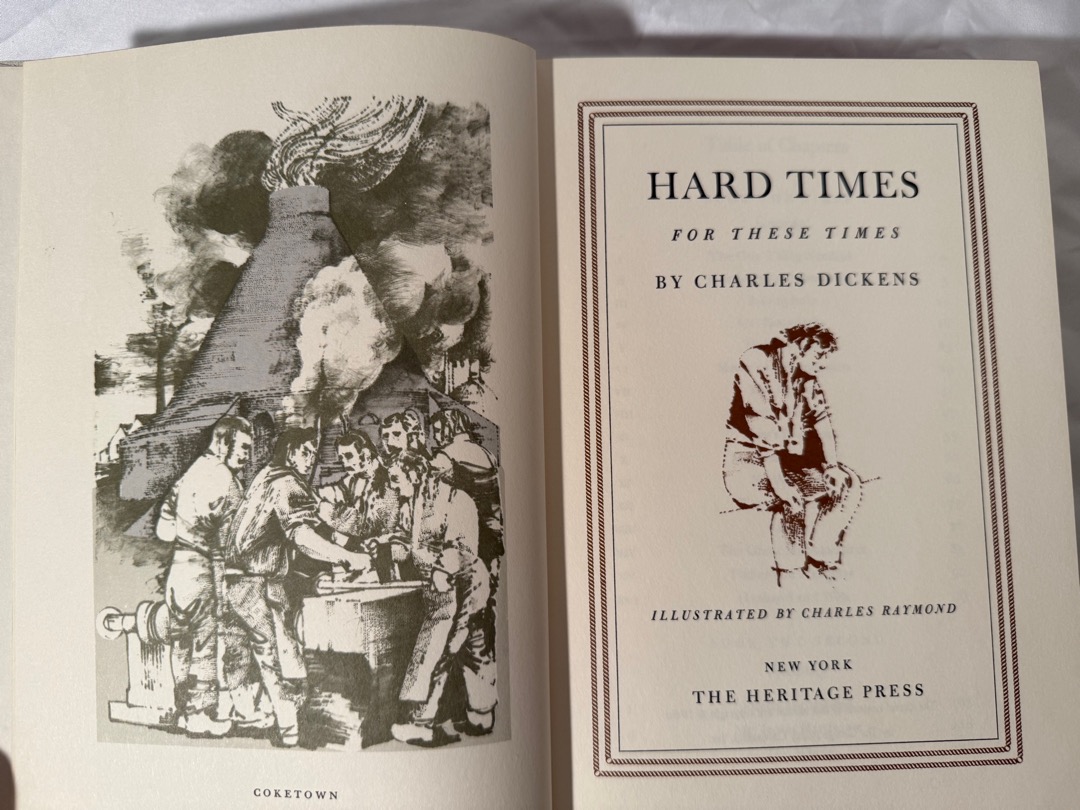 COKETOWN
HARD TIMES
FOR THESE TIMES
BY CHARLES DICKENS
ILLUSTRATED BY CHARLES RAYMOND
NEW YORK
THE HERITAGE PRESS